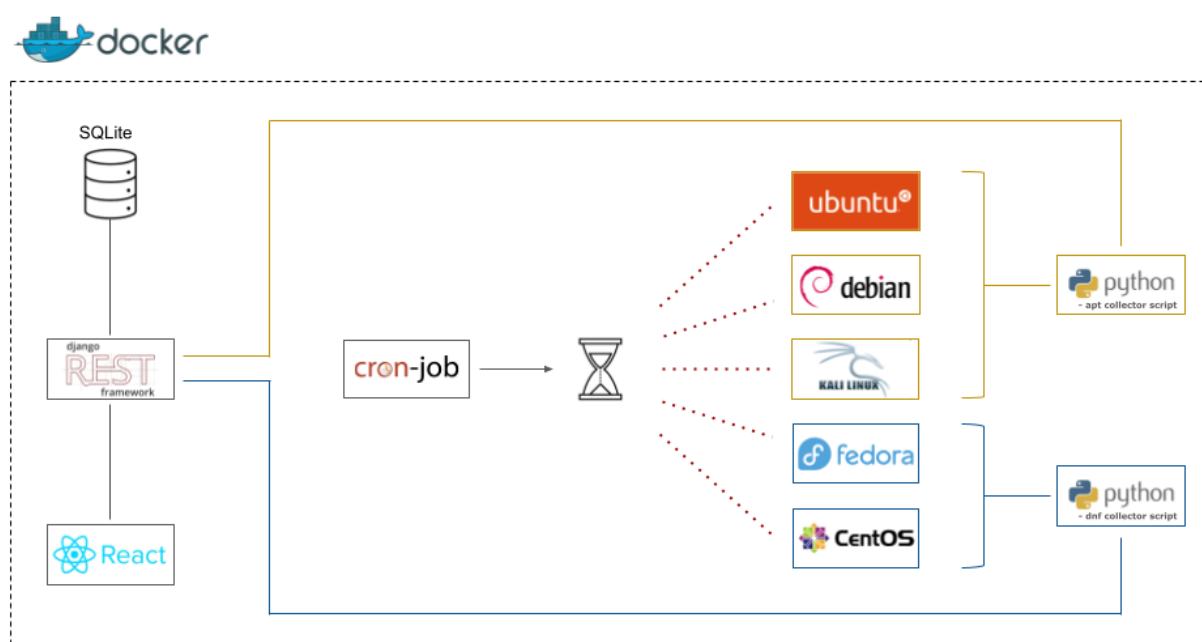 docker
SQLite
ubuntu
debian
python
- apt collector script
django
REST
framework
cron-job
KALI LINUX
fedora
python
- dnf collector script
React
CentOS